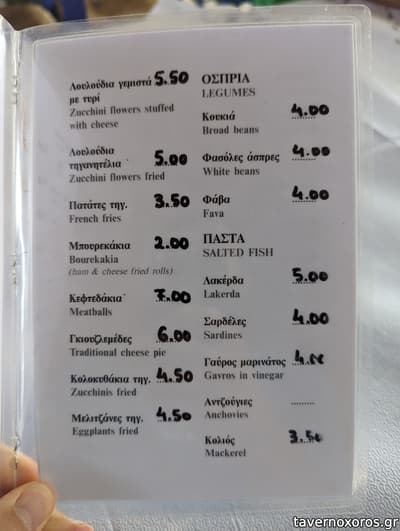 Λουλούδια γεμιστά 5.50
με τυρί
Zucchini flowers stuffed
with cheese
Λουλούδια
τηγανητέλια 5.00
Zucchini flowers fried
Πατάτες τηγ. 3.50
French fries
Μπουρεκάκια 2.00
Bourekakia
(ham & cheese fried rolls)
Κεφτεδάκια 7.00
Meatballs
Γκιουζλεμέδες 6.00
Traditional cheese pie
Κολοκυθάκια τηγ. 4.50
Zucchinis fried
Μελιτζάνες τηγ. 4.50
Eggplants fried
ΟΣΠΡΙΑ
LEGUMES
Κουκιά 4.00
Broad beans
Φασόλες άσπρες 4.00
White beans
Φάβα 4.00
Fava
ΠΑΣΤΑ
SALTED FISH
Λακέρδα 5.00
Lakerda
Σαρδέλες 4.00
Sardines
Γαύρος μαρινάτος 4.00
Gavros in vinegar
Αντζούγιες .........
Anchovies
Κολιός 3.50
Mackerel
tavernoxoros.gr